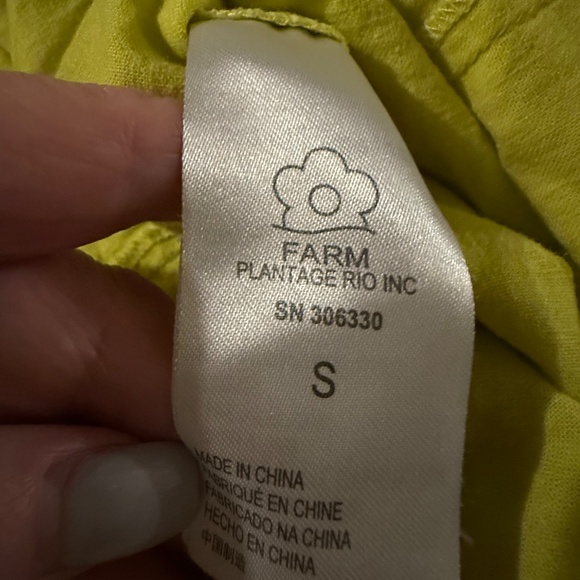 FARM
PLANTAGE RIO INC
SN 306330
S
MADE IN CHINA
FABRIQUÉ EN CHINE
FABRICADO NA CHINA
HECHO EN CHINA
中国制造